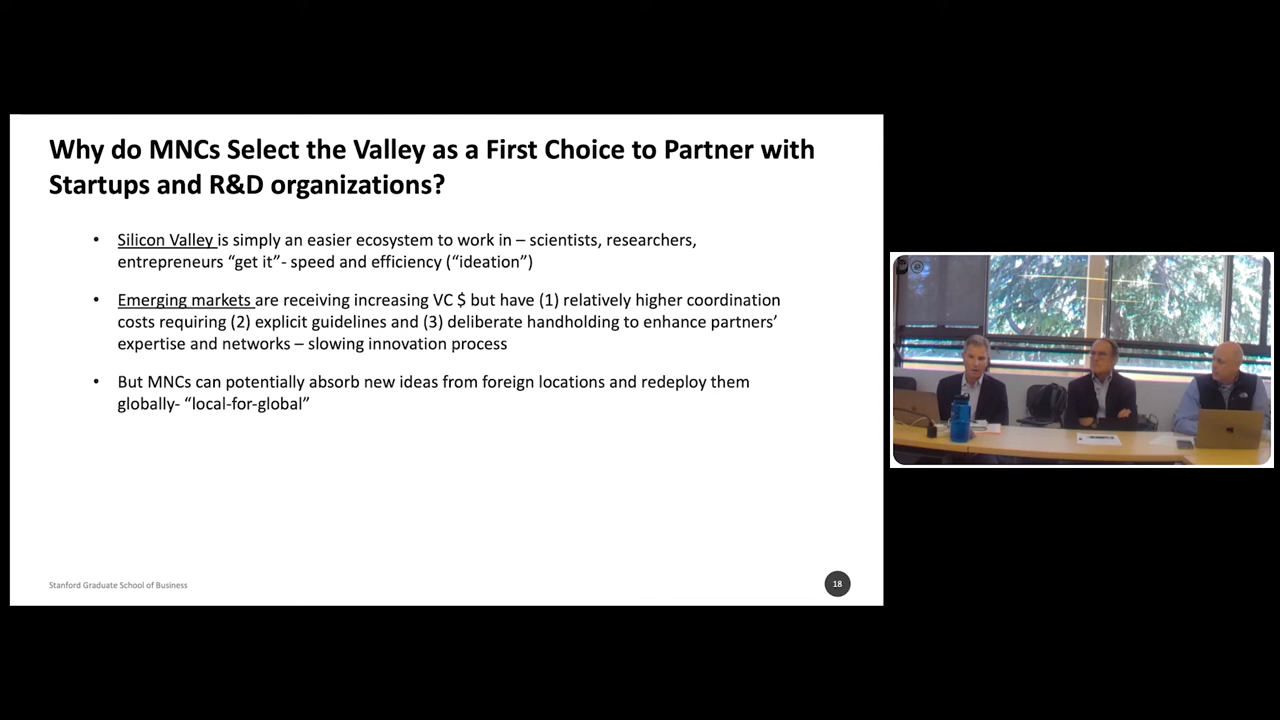 Why do MNCs Select the Valley as a First Choice to Partner with
Startups and R&D organizations?
• Silicon Valley is simply an easier ecosystem to work in – scientists, researchers,
entrepreneurs “get it”- speed and efficiency (“ideation”)
• Emerging markets are receiving increasing VC $ but have (1) relatively higher coordination
costs requiring (2) explicit guidelines and (3) deliberate handholding to enhance partners’
expertise and networks – slowing innovation process
• But MNCs can potentially absorb new ideas from foreign locations and redeploy them
globally- “local-for-global”
Stanford Graduate School of Business
18